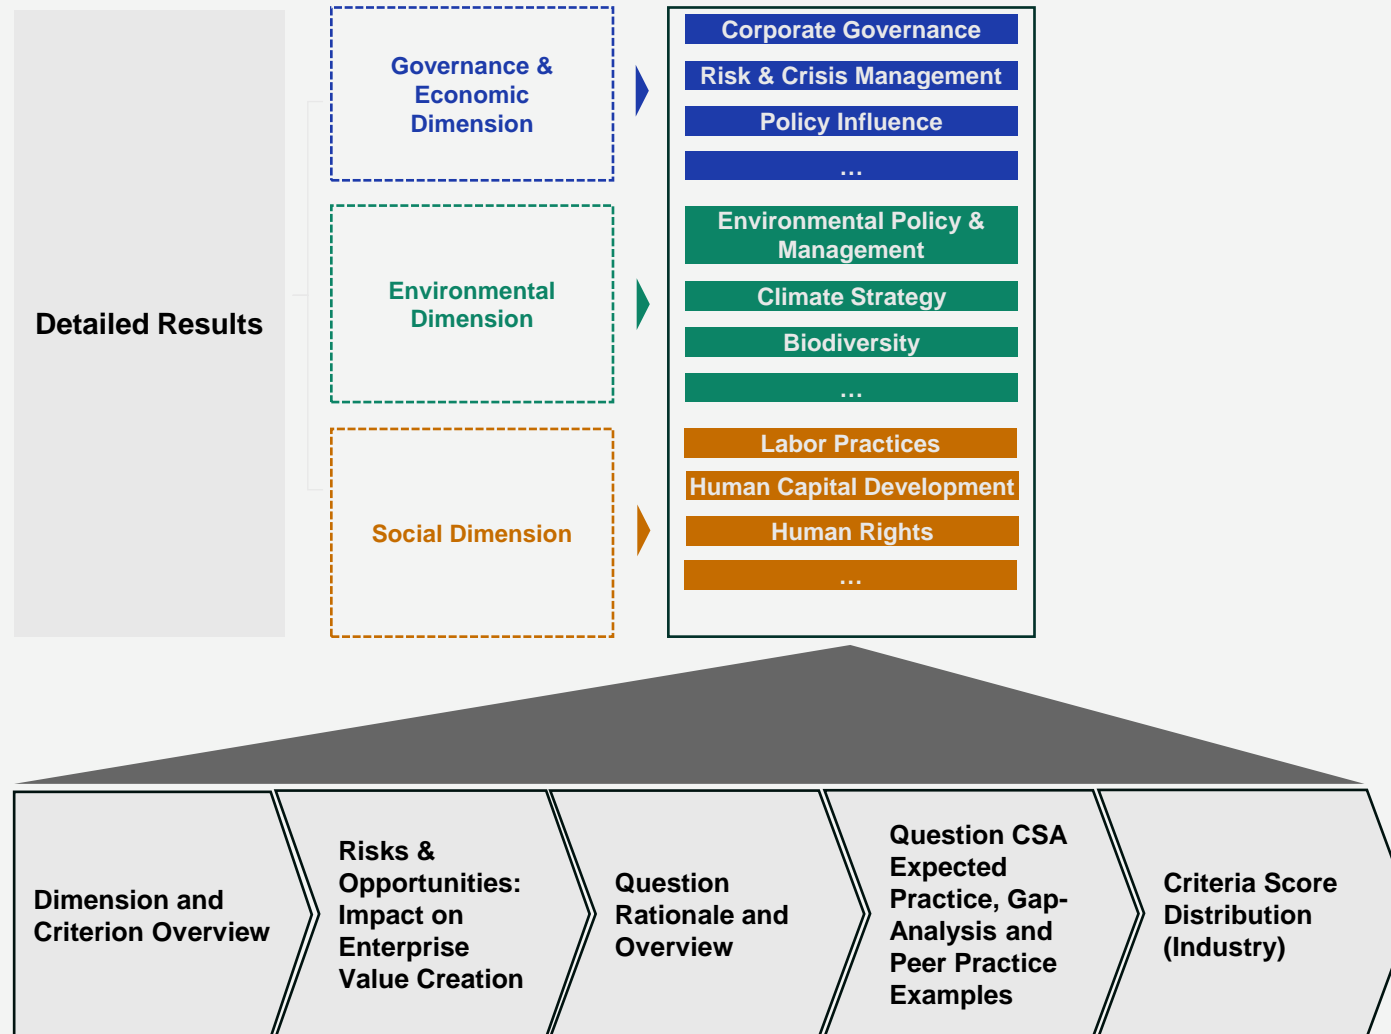 Detailed Results
Governance &
Economic
Dimension
Corporate Governance
Risk & Crisis Management
Policy Influence
...
Environmental
Dimension
Environmental Policy &
Management
Climate Strategy
Biodiversity
...
Social Dimension
Labor Practices
Human Capital Development
Human Rights
...
Dimension and
Criterion Overview
Risks &
Opportunities:
Impact on
Enterprise
Value Creation
Question
Rationale and
Overview
Question CSA
Expected
Practice, Gap-
Analysis and
Peer Practice
Examples
Criteria Score
Distribution
(Industry)